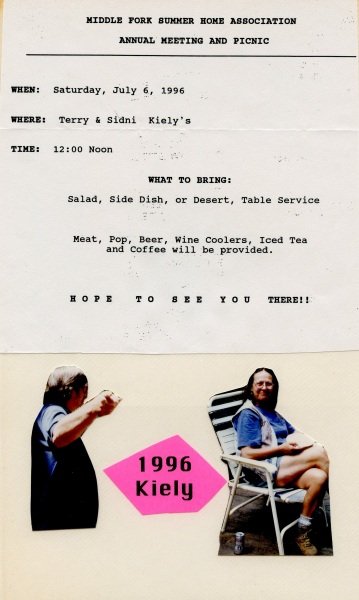 MIDDLE FORK SUMMER HOME ASSOCIATION
ANNUAL MEETING AND PICNIC
WHEN: Saturday, July 6, 1996
WHERE: Terry & Sidni Kiely's
TIME: 12:00 Noon
WHAT TO BRING:
Salad, Side Dish, or Desert, Table Service
Meat, Pop, Beer, Wine Coolers, Iced Tea
and Coffee will be provided.
HOPE TO SEE YOU THERE!!
1996
Kiely